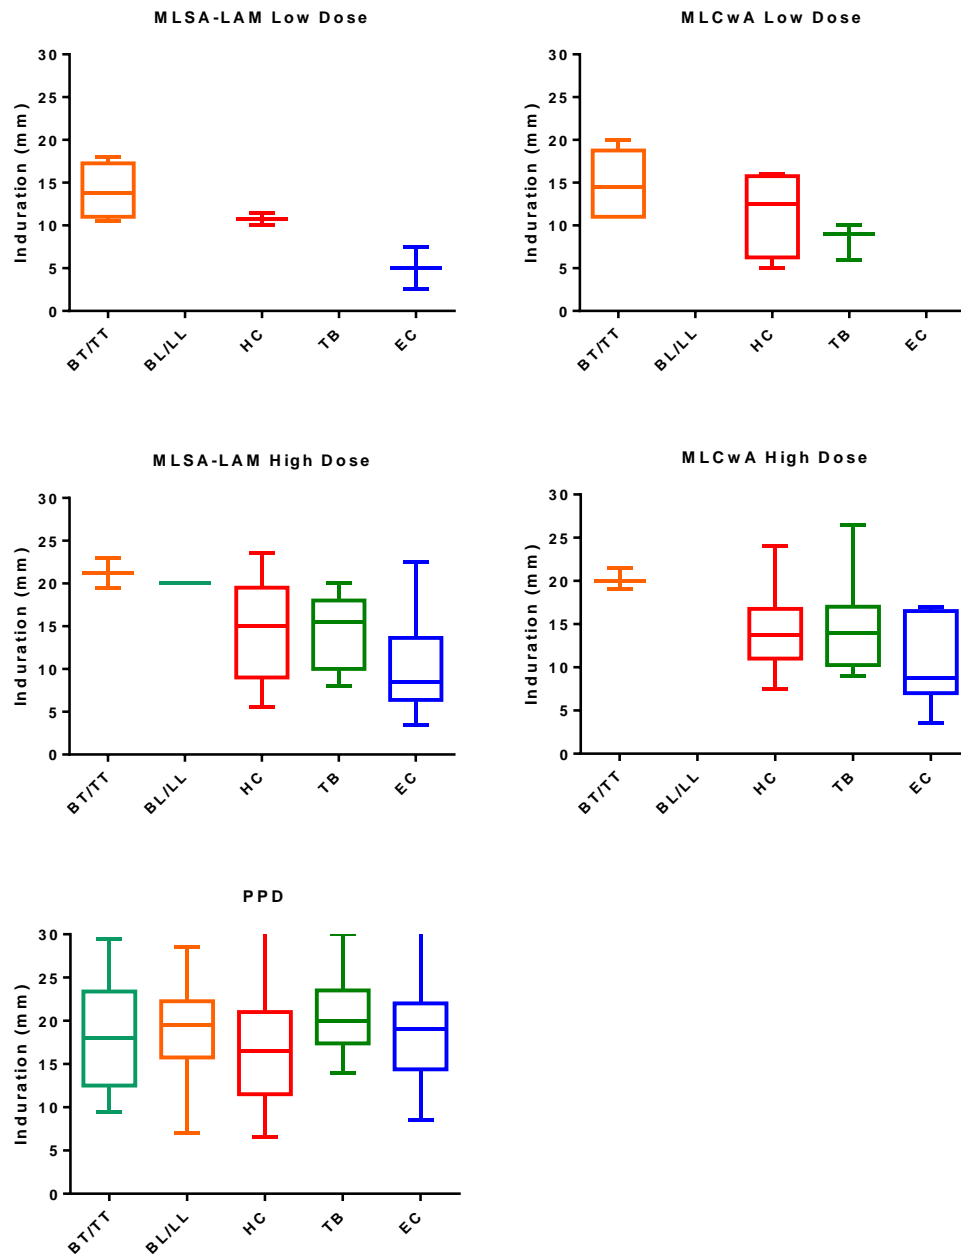 MLSA-LAM Low Dose
Induration (mm)
30
25
20
15
10
5
0
BT/TT
BL/LL
HC
TB
EC
MLCwA Low Dose
Induration (mm)
30
25
20
15
10
5
0
BT/TT
BL/LL
HC
TB
EC
MLSA-LAM High Dose
Induration (mm)
30
25
20
15
10
5
0
BT/TT
BL/LL
HC
TB
EC
MLCwA High Dose
Induration (mm)
30
25
20
15
10
5
0
BT/TT
BL/LL
HC
TB
EC
PPD
Induration (mm)
30
25
20
15
10
5
0
BT/TT
BL/LL
HC
TB
EC